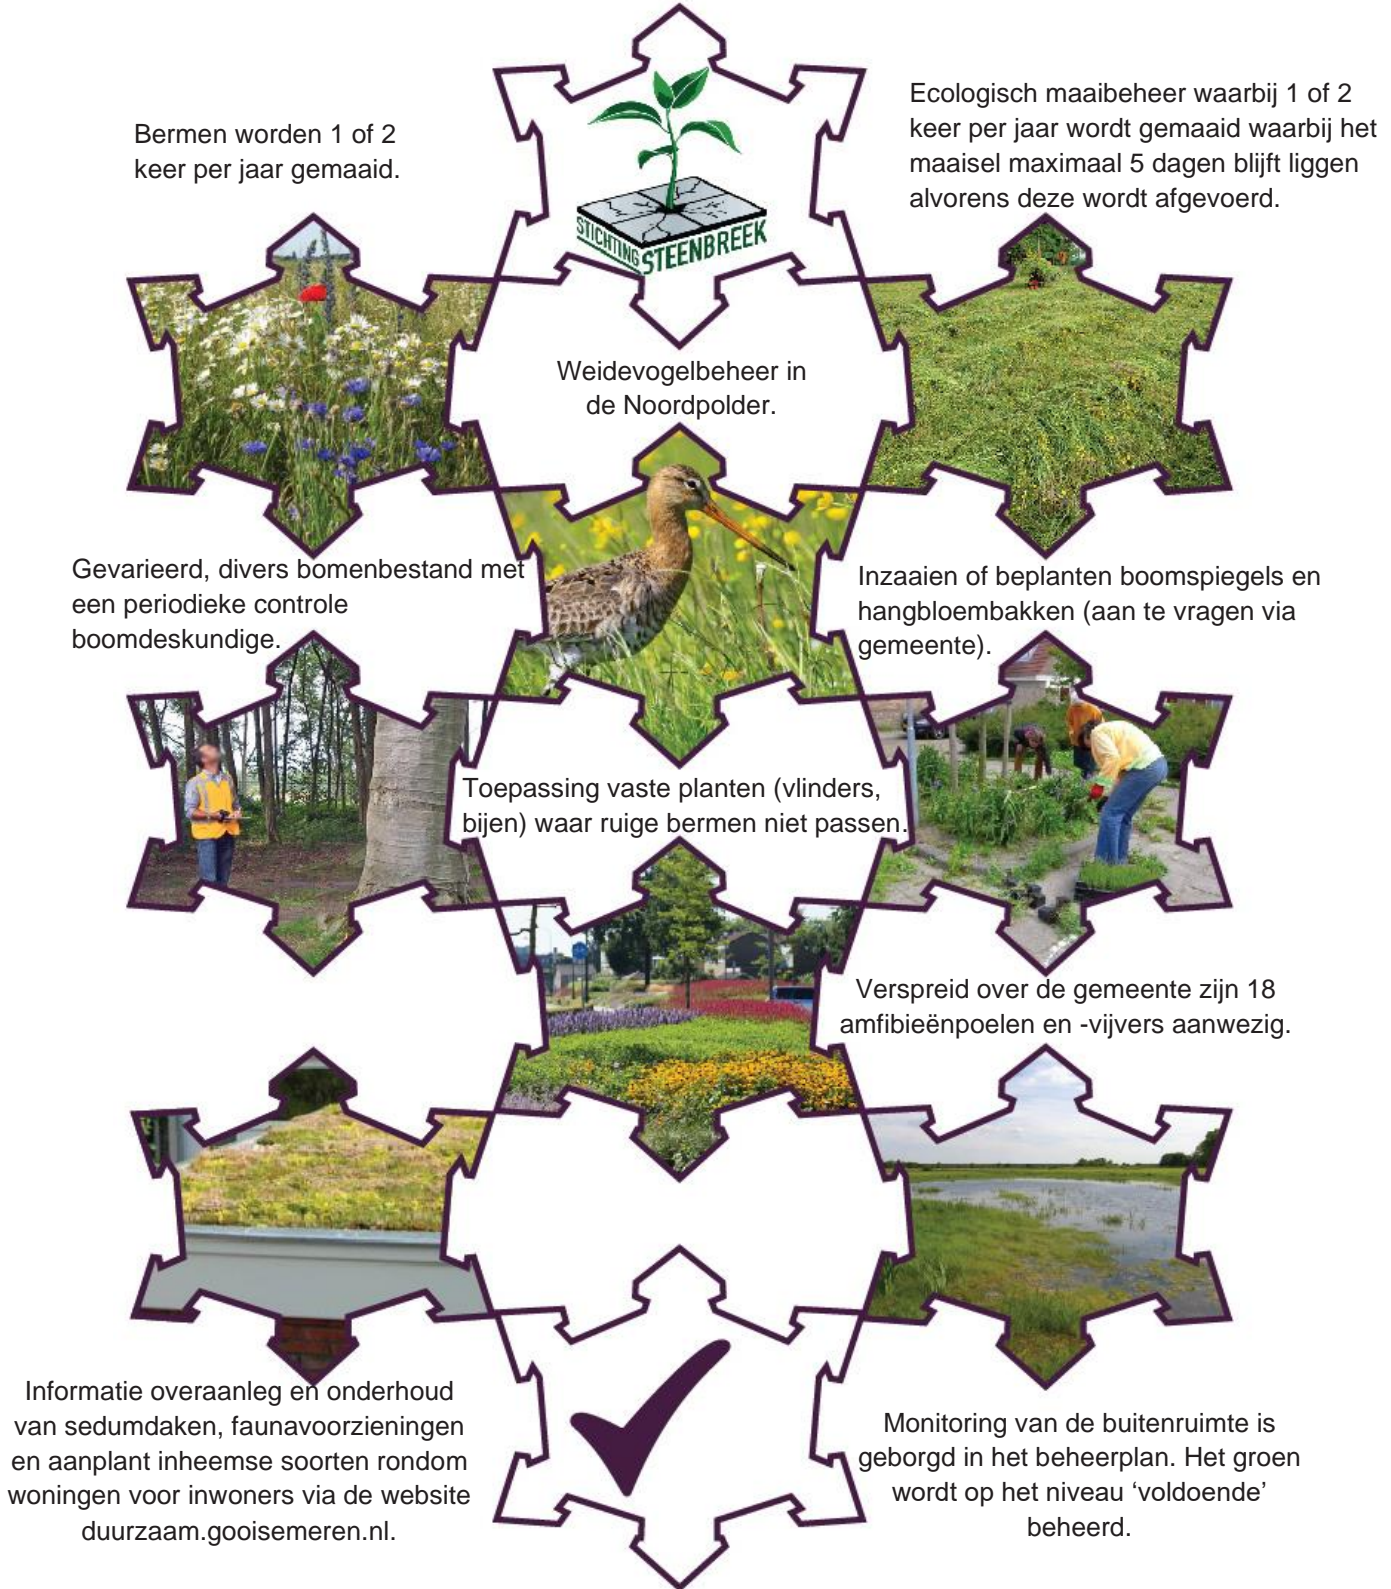 Bermen worden 1 of 2
keer per jaar gemaaid.
STICHTING
STEENBREEK
Ecologisch maaibeheer waarbij 1 of 2
keer per jaar wordt gemaaid waarbij het
maaisel maximaal 5 dagen blijft liggen
alvorens deze wordt afgevoerd.
Weidevogelbeheer in
de Noordpolder.
Gevarieerd, divers bomenbestand met
een periodieke controle
boomdeskundige.
Inzaaien of beplanten boomspiegels en
hangbloembakken (aan te vragen via
gemeente).
Toepassing vaste planten (vlinders,
bijen) waar ruige bermen niet passen.
Verspreid over de gemeente zijn 18
amfibieënpoelen en -vijvers aanwezig.
Informatie overaanleg en onderhoud
van sedumdaken, faunavoorzieningen
en aanplant inheemse soorten rondom
woningen voor inwoners via de website
duurzaam.gooisemeren.nl.
Monitoring van de buitenruimte is
geborgd in het beheerplan. Het groen
wordt op het niveau ‘voldoende’
beheerd.